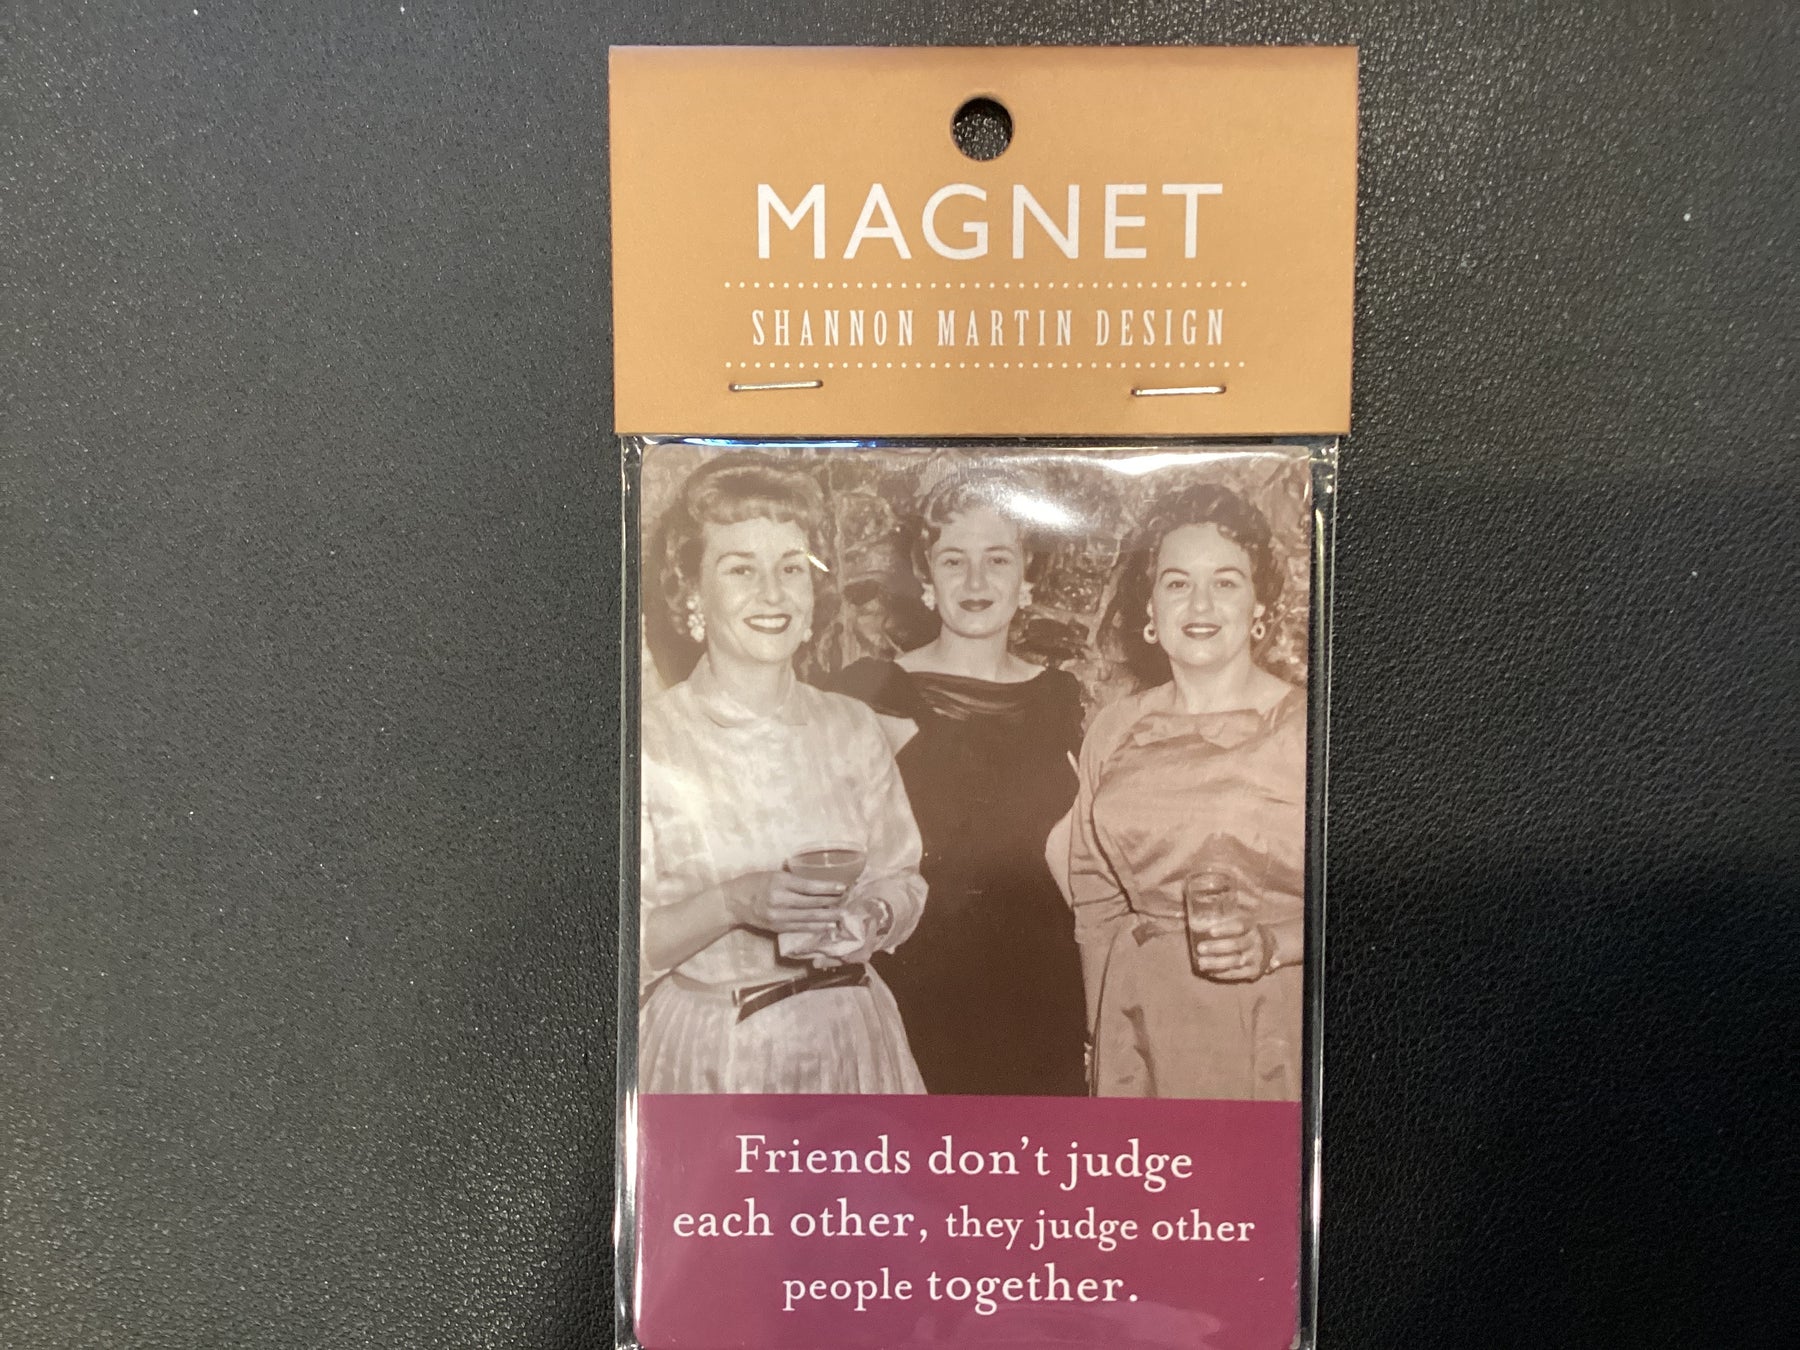 MAGNET
SHANNON MARTIN DESIGN
Friends don’t judge
each other, they judge other
people together.